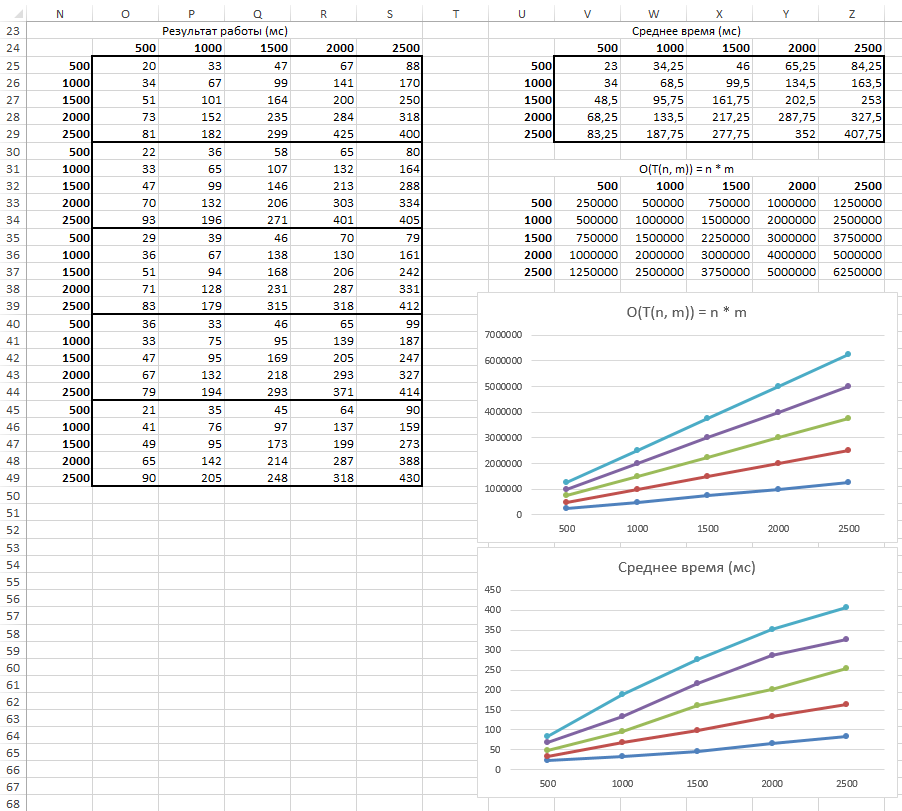 N O P Q R S T U V W X Y Z
23 Результат работы (мс) Среднее время (мс)
24 500 1000 1500 2000 2500 500 1000 1500 2000 2500
25 500 20 33 47 67 88 500 23 34,25 46 65,25 84,25
26 1000 34 67 99 141 170 1000 34 68,5 99,5 134,5 163,5
27 1500 51 101 164 200 250 1500 48,5 95,75 161,75 202,5 253
28 2000 73 152 235 284 318 2000 68,25 133,5 217,25 287,75 327,5
29 2500 81 182 299 425 400 2500 83,25 187,75 277,75 352 407,75
30 500 22 36 58 65 80
31 1000 33 65 107 132 164 O(T(n, m)) = n * m
32 1500 47 99 146 213 288 500 1000 1500 2000 2500
33 2000 70 132 206 303 334 500 250000 500000 750000 1000000 1250000
34 2500 93 196 271 401 405 1000 500000 1000000 1500000 2000000 2500000
35 500 29 39 46 70 79 1500 750000 1500000 2250000 3000000 3750000
36 1000 36 67 138 130 161 2000 1000000 2000000 3000000 4000000 5000000
37 1500 51 94 168 206 242 2500 1250000 2500000 3750000 5000000 6250000
38 2000 71 128 231 287 331
39 2500 83 179 315 318 412
40 500 36 33 46 65 99
41 1000 33 75 95 139 187
42 1500 47 95 169 205 247
43 2000 67 132 218 293 327
44 2500 79 194 293 371 414
45 500 21 35 45 64 90
46 1000 41 76 97 137 159
47 1500 49 95 173 199 273
48 2000 65 142 214 287 388
49 2500 90 205 248 318 430
50
51
52
53
54
55
56
57
58
59
60
61
62
63
64
65
66
67
68
O(T(n, m)) = n * m
7000000
6000000
5000000
4000000
3000000
2000000
1000000
0
500 1000 1500 2000 2500
Среднее время (мс)
450
400
350
300
250
200
150
100
50
0
500 1000 1500 2000 2500